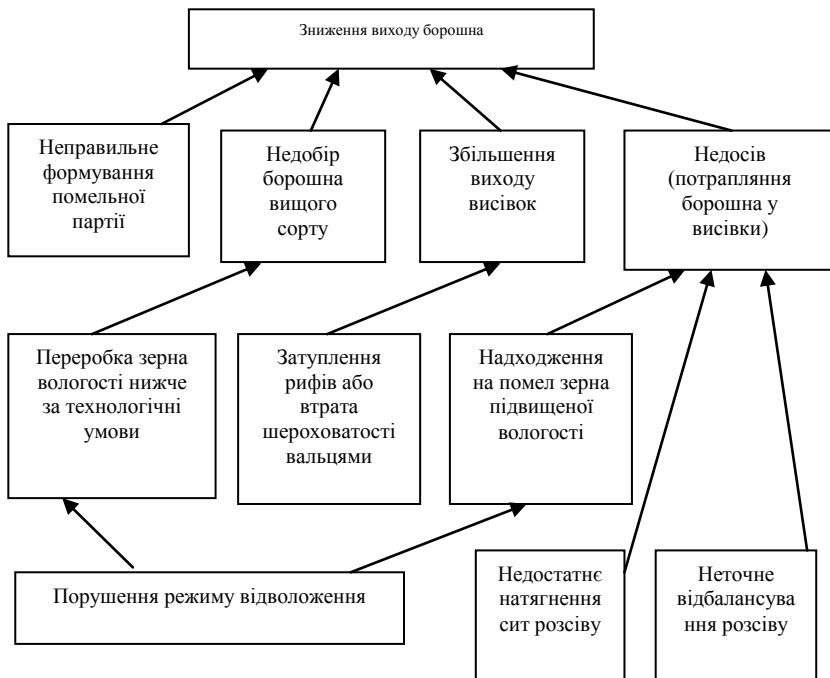 Зниження виходу борошна
Неправильне
формування
помельної
партії
Недобір
борошна
вищого
сорту
Збільшення
виходу
висівок
Недосів
(потрапляння
борошна у
висівки)
Переробка зерна
вологості нижче
за технологічні
умови
Затуплення
рифів або
втрата
шероховатості
вальцями
Надходження
на помел зерна
підвищеної
вологості
Порушення режиму відволоження
Недостатнє
натягнення
сит розсіву
Неточне
відбалансува
ння розсіву